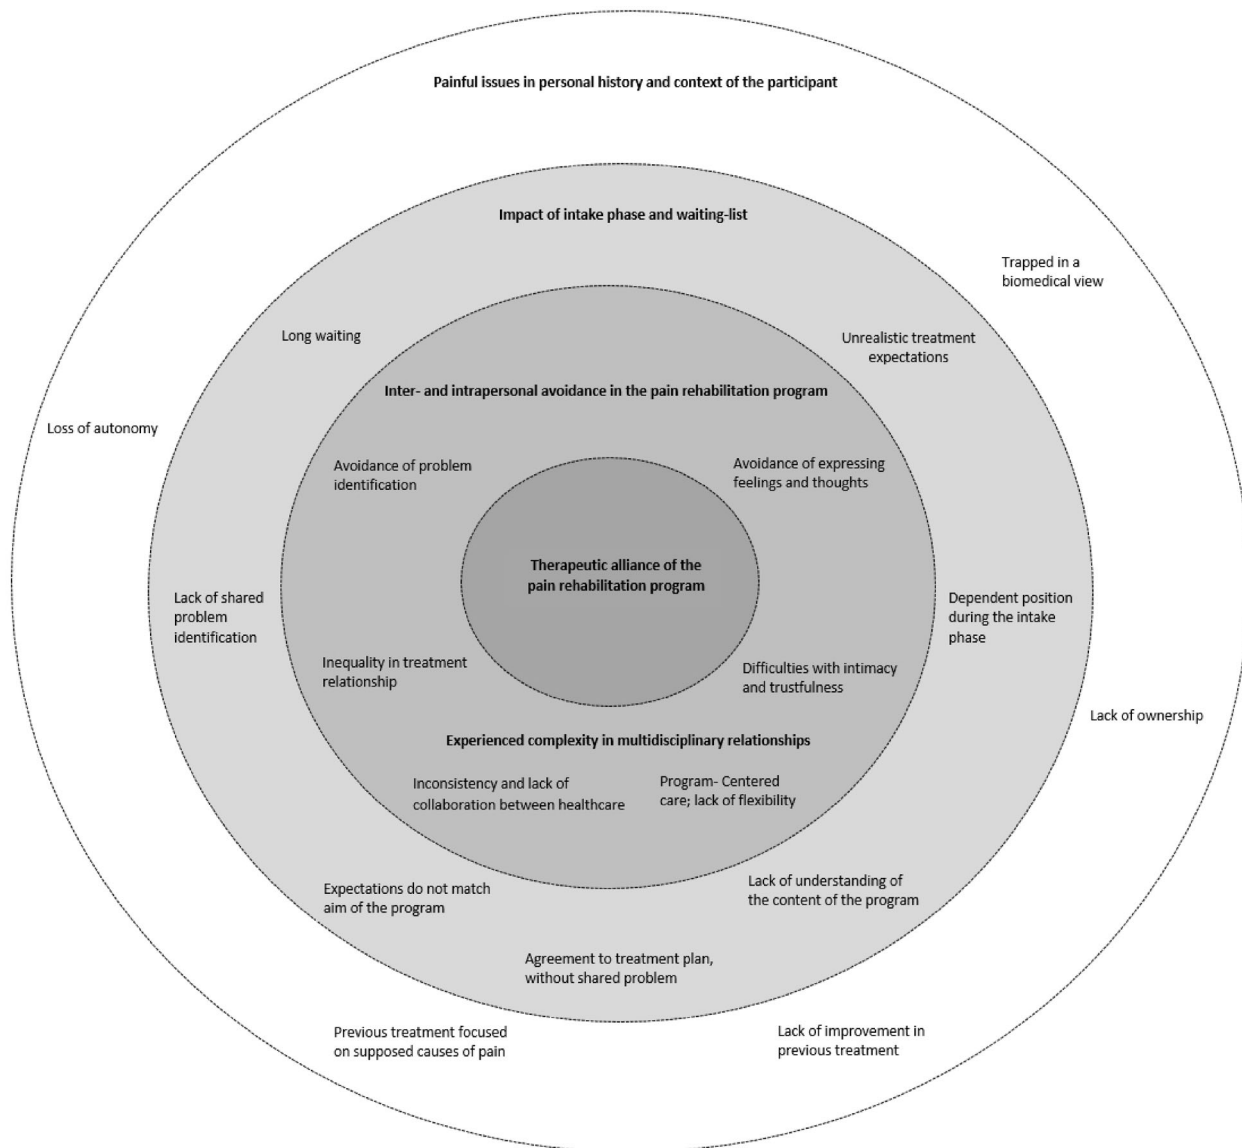 Painful issues in personal history and context of the participant
Impact of intake phase and waiting-list
Trapped in a
biomedical view
Long waiting
Unrealistic treatment
expectations
Inter- and intrapersonal avoidance in the pain rehabilitation program
Loss of autonomy
Avoidance of problem
identification
Avoidance of expressing
feelings and thoughts
Therapeutic alliance of the
pain rehabilitation program
Lack of shared
problem
identification
Dependent position
during the intake
phase
Inequality in treatment
relationship
Difficulties with intimacy
and trustfulness
Lack of ownership
Experienced complexity in multidisciplinary relationships
Inconsistency and lack of
collaboration between healthcare
Program- Centered
care; lack of flexibility
Expectations do not match
aim of the program
Lack of understanding of
the content of the program
Agreement to treatment plan,
without shared problem
Previous treatment focused
on supposed causes of pain
Lack of improvement in
previous treatment